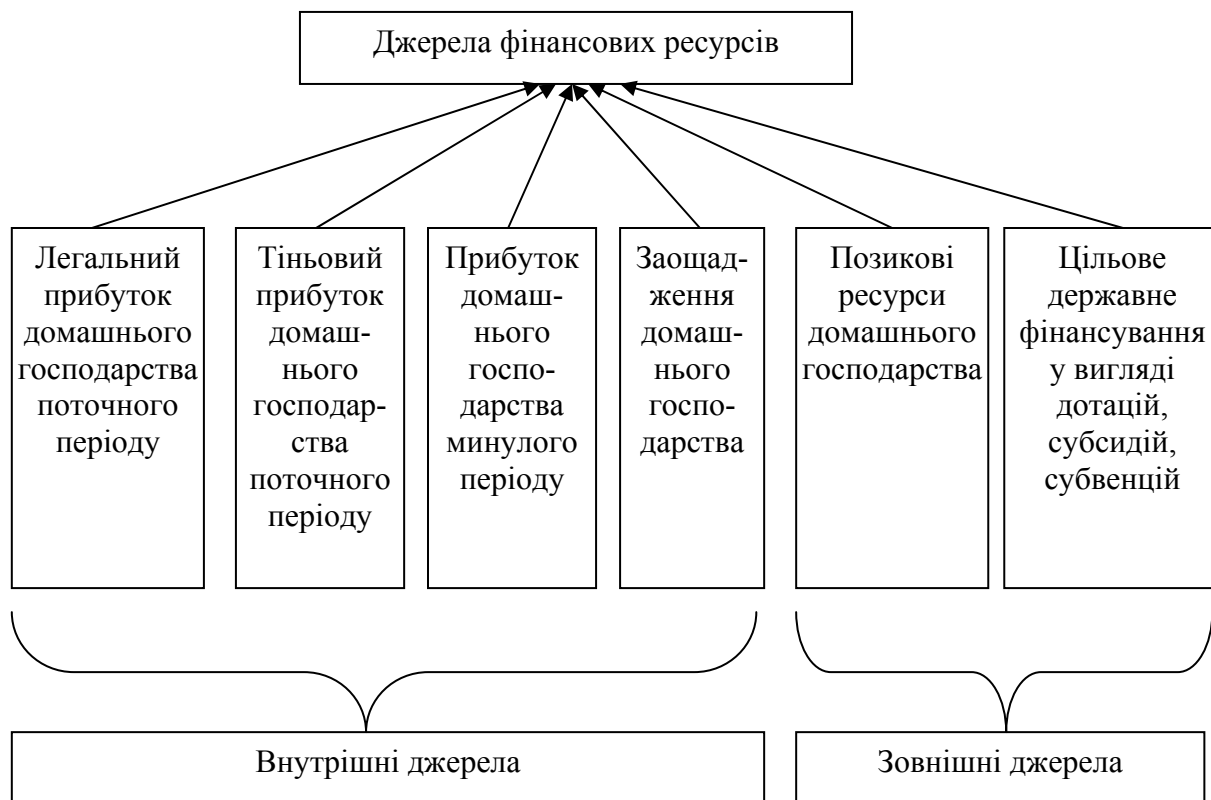 Джерела фінансових ресурсів
Легальний
прибуток
домашнього
господарства
поточного
періоду
Тіньовий
прибуток
домаш-
нього
господар-
ства
поточного
періоду
Прибуток
домаш-
нього
госпо-
дарства
минулого
періоду
Заощад-
ження
домаш-
нього
госпо-
дарства
Позикові
ресурси
домашнього
господарства
Цільове
державне
фінансування
у вигляді
дотацій,
субсидій,
субвенцій
Внутрішні джерела
Зовнішні джерела